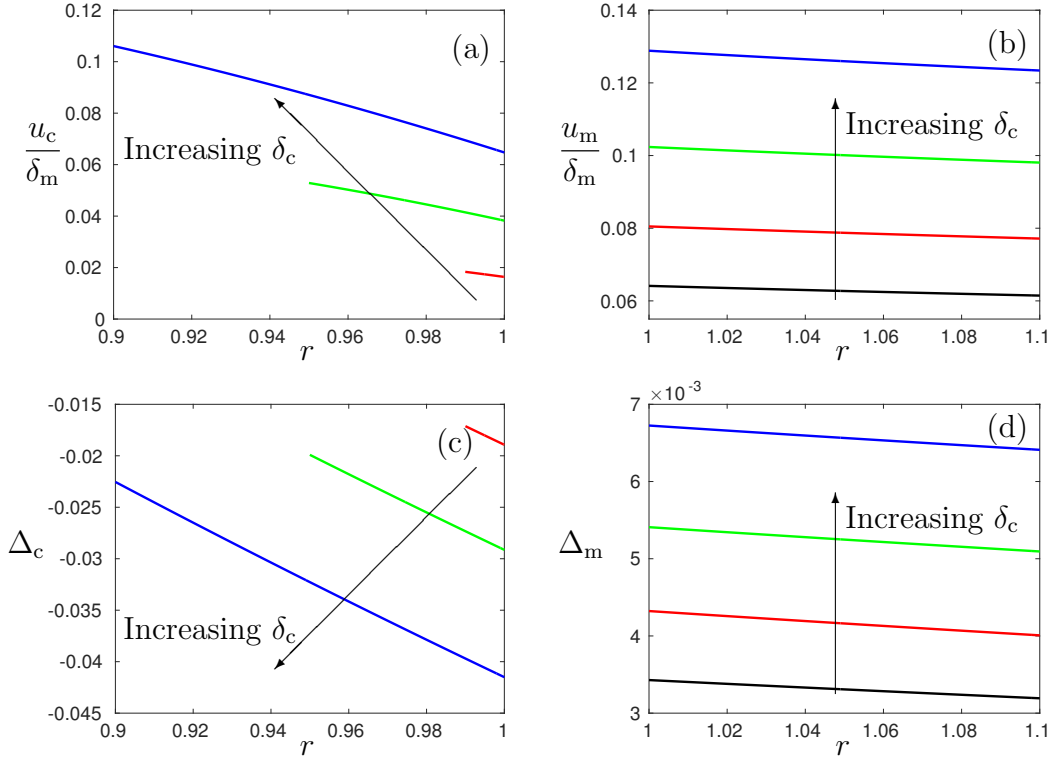 (a)
0.1
0.08
0.06
0.04
0.02
0
u_c
δ_m
Increasing δ_c
0.9 0.92 0.94 0.96 0.98 1
r
(b)
0.14
0.12
0.1
0.08
0.06
u_m
δ_m
Increasing δ_c
1 1.02 1.04 1.06 1.08 1.1
r
(c)
-0.015
-0.02
-0.025
-0.03
-0.035
-0.04
-0.045
Δ_c
Increasing δ_c
0.9 0.92 0.94 0.96 0.98 1
r
×10⁻³
(d)
7
6
5
4
3
Δ_m
Increasing δ_c
1 1.02 1.04 1.06 1.08 1.1
r